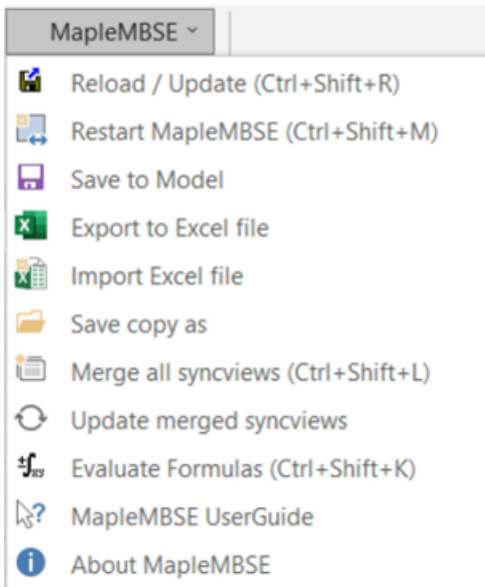 MapleMBSE
Reload / Update (Ctrl+Shift+R)
Restart MapleMBSE (Ctrl+Shift+M)
Save to Model
Export to Excel file
Import Excel file
Save copy as
Merge all syncviews (Ctrl+Shift+L)
Update merged syncviews
Evaluate Formulas (Ctrl+Shift+K)
MapleMBSE UserGuide
About MapleMBSE